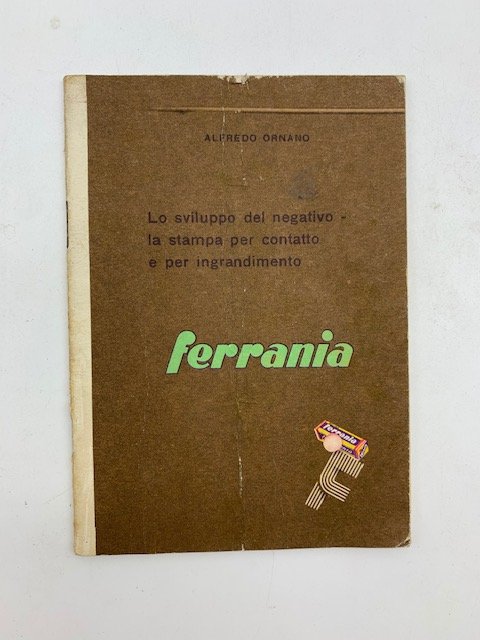 ALFREDO ORNANO
Lo sviluppo del negativo -
la stampa per contatto
e per ingrandimento
ferrania
ferrania